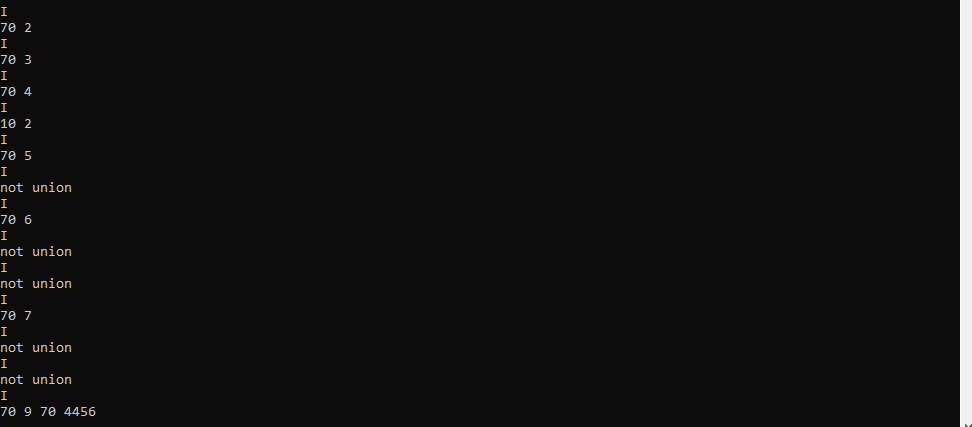 I
70 2
I
70 3
I
70 4
I
10 2
I
70 5
I
not union
I
70 6
I
not union
I
not union
I
70 7
I
not union
I
not union
I
70 9 70 4456